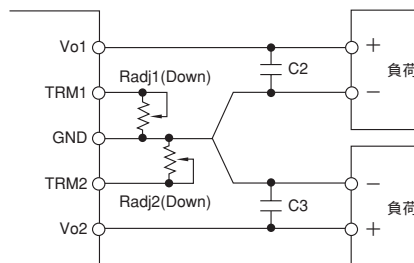 Vo1
Radj1(Down)
C2
+
負荷
TRM1
−
GND
TRM2
Radj2(Down)
C3
−
負荷
Vo2
+